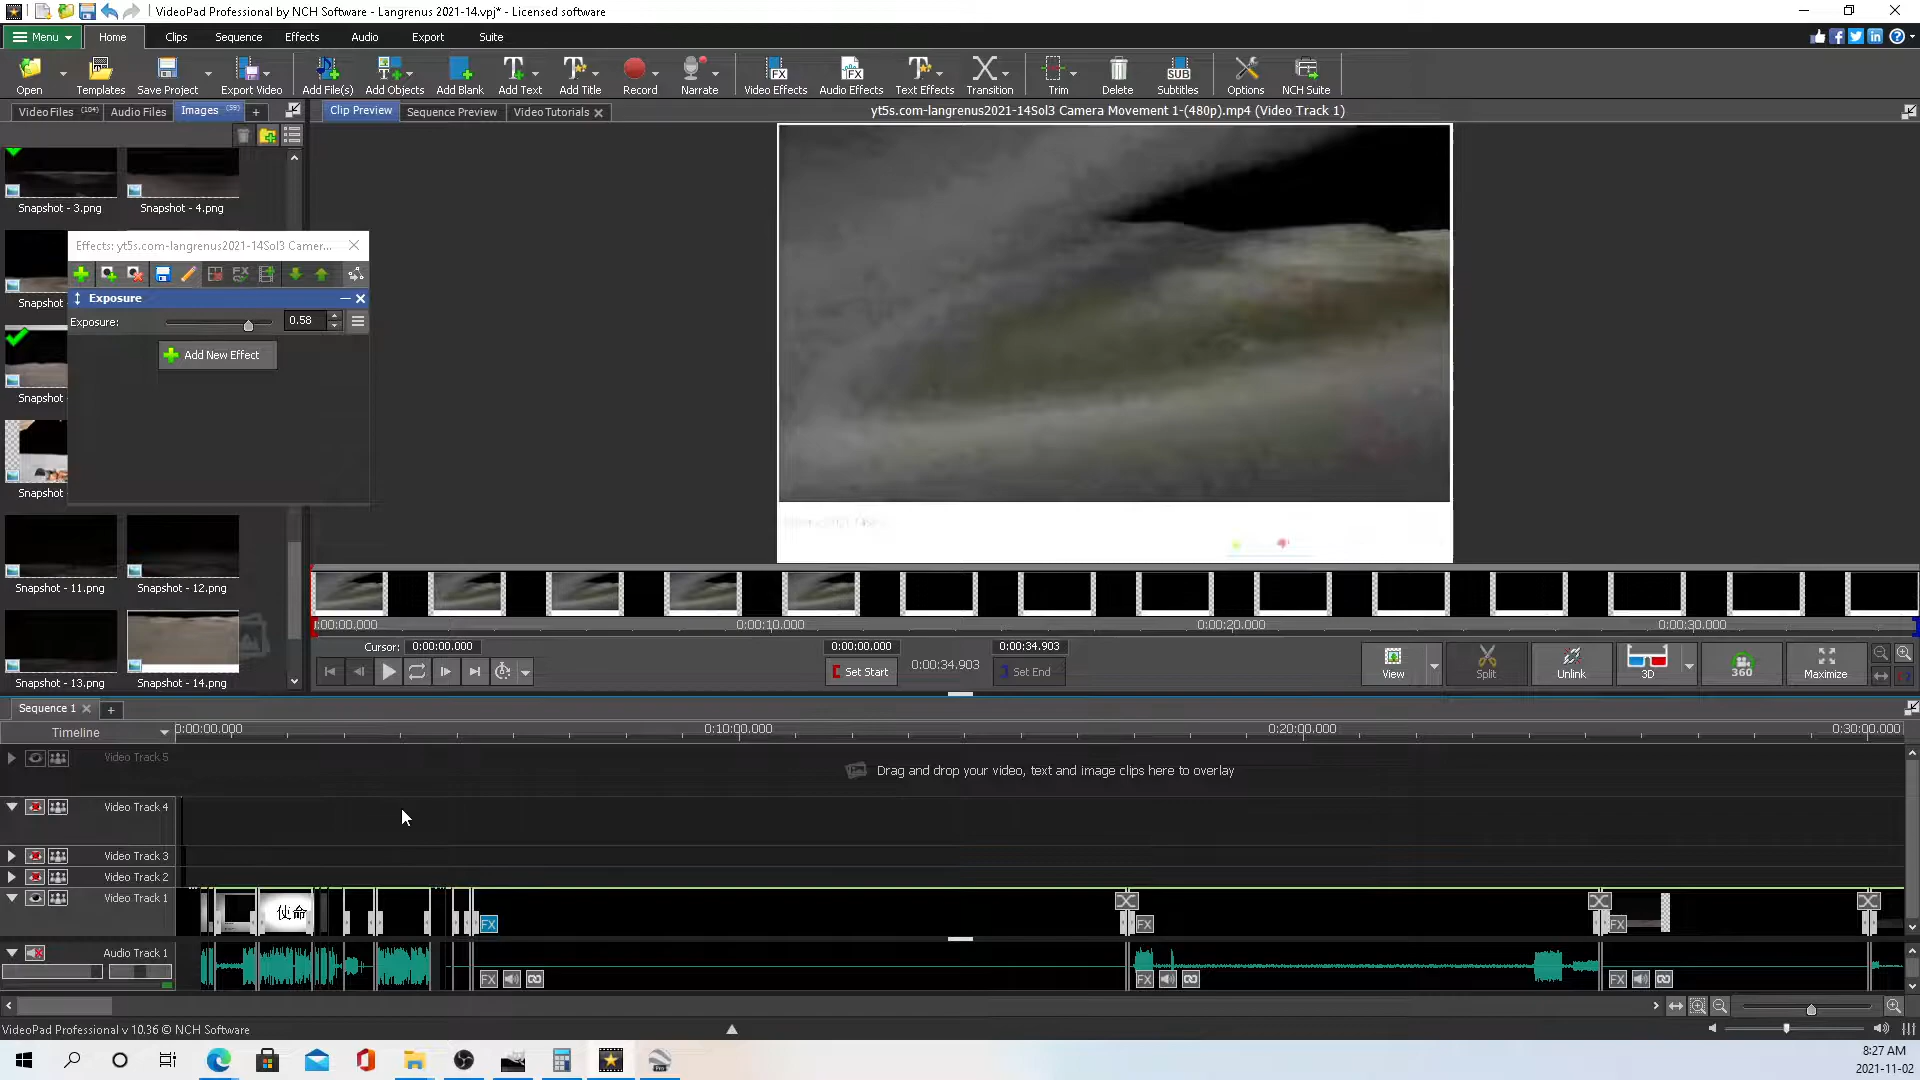 VideoPad Professional by NCH Software - Langrenus 2021-14.vpj* - Licensed software
Menu Home Clips Sequence Effects Audio Export Suite
Open Templates Save Project Export Video Add File(s) Add Objects Add Blank Add Text Add Title Record Narrate Video Effects Audio Effects Text Effects Transition Trim Delete Subtitles Options NCH Suite
Video Files (104) Audio Files Images (59) +
Clip Preview Sequence Preview Video Tutorials
yt5s.com-langrenus2021-14Sol3 Camera Movement 1-(480p).mp4 (Video Track 1)
Snapshot - 3.png Snapshot - 4.png
Effects: yt5s.com-langrenus2021-14Sol3 Camer...
Exposure
Exposure: 0.58
Add New Effect
Snapshot
Snapshot
Snapshot
Snapshot - 11.png Snapshot - 12.png
Snapshot - 13.png Snapshot - 14.png
0:00:00.000 0:00:10.000 0:00:20.000 0:00:30.000
Cursor: 0:00:00.000
0:00:00.000 0:00:34.903
Set Start 0:00:34.903 Set End
View Split Unlink 3D 360 Maximize
Sequence 1 +
Timeline 0:00:00.000 0:10:00.000 0:20:00.000 0:30:00.000
Video Track 5
Drag and drop your video, text and image clips here to overlay
Video Track 4
Video Track 3
Video Track 2
Video Track 1
使命
FX FX FX
Audio Track 1
FX FX FX
VideoPad Professional v 10.36 © NCH Software
8:27 AM
2021-11-02